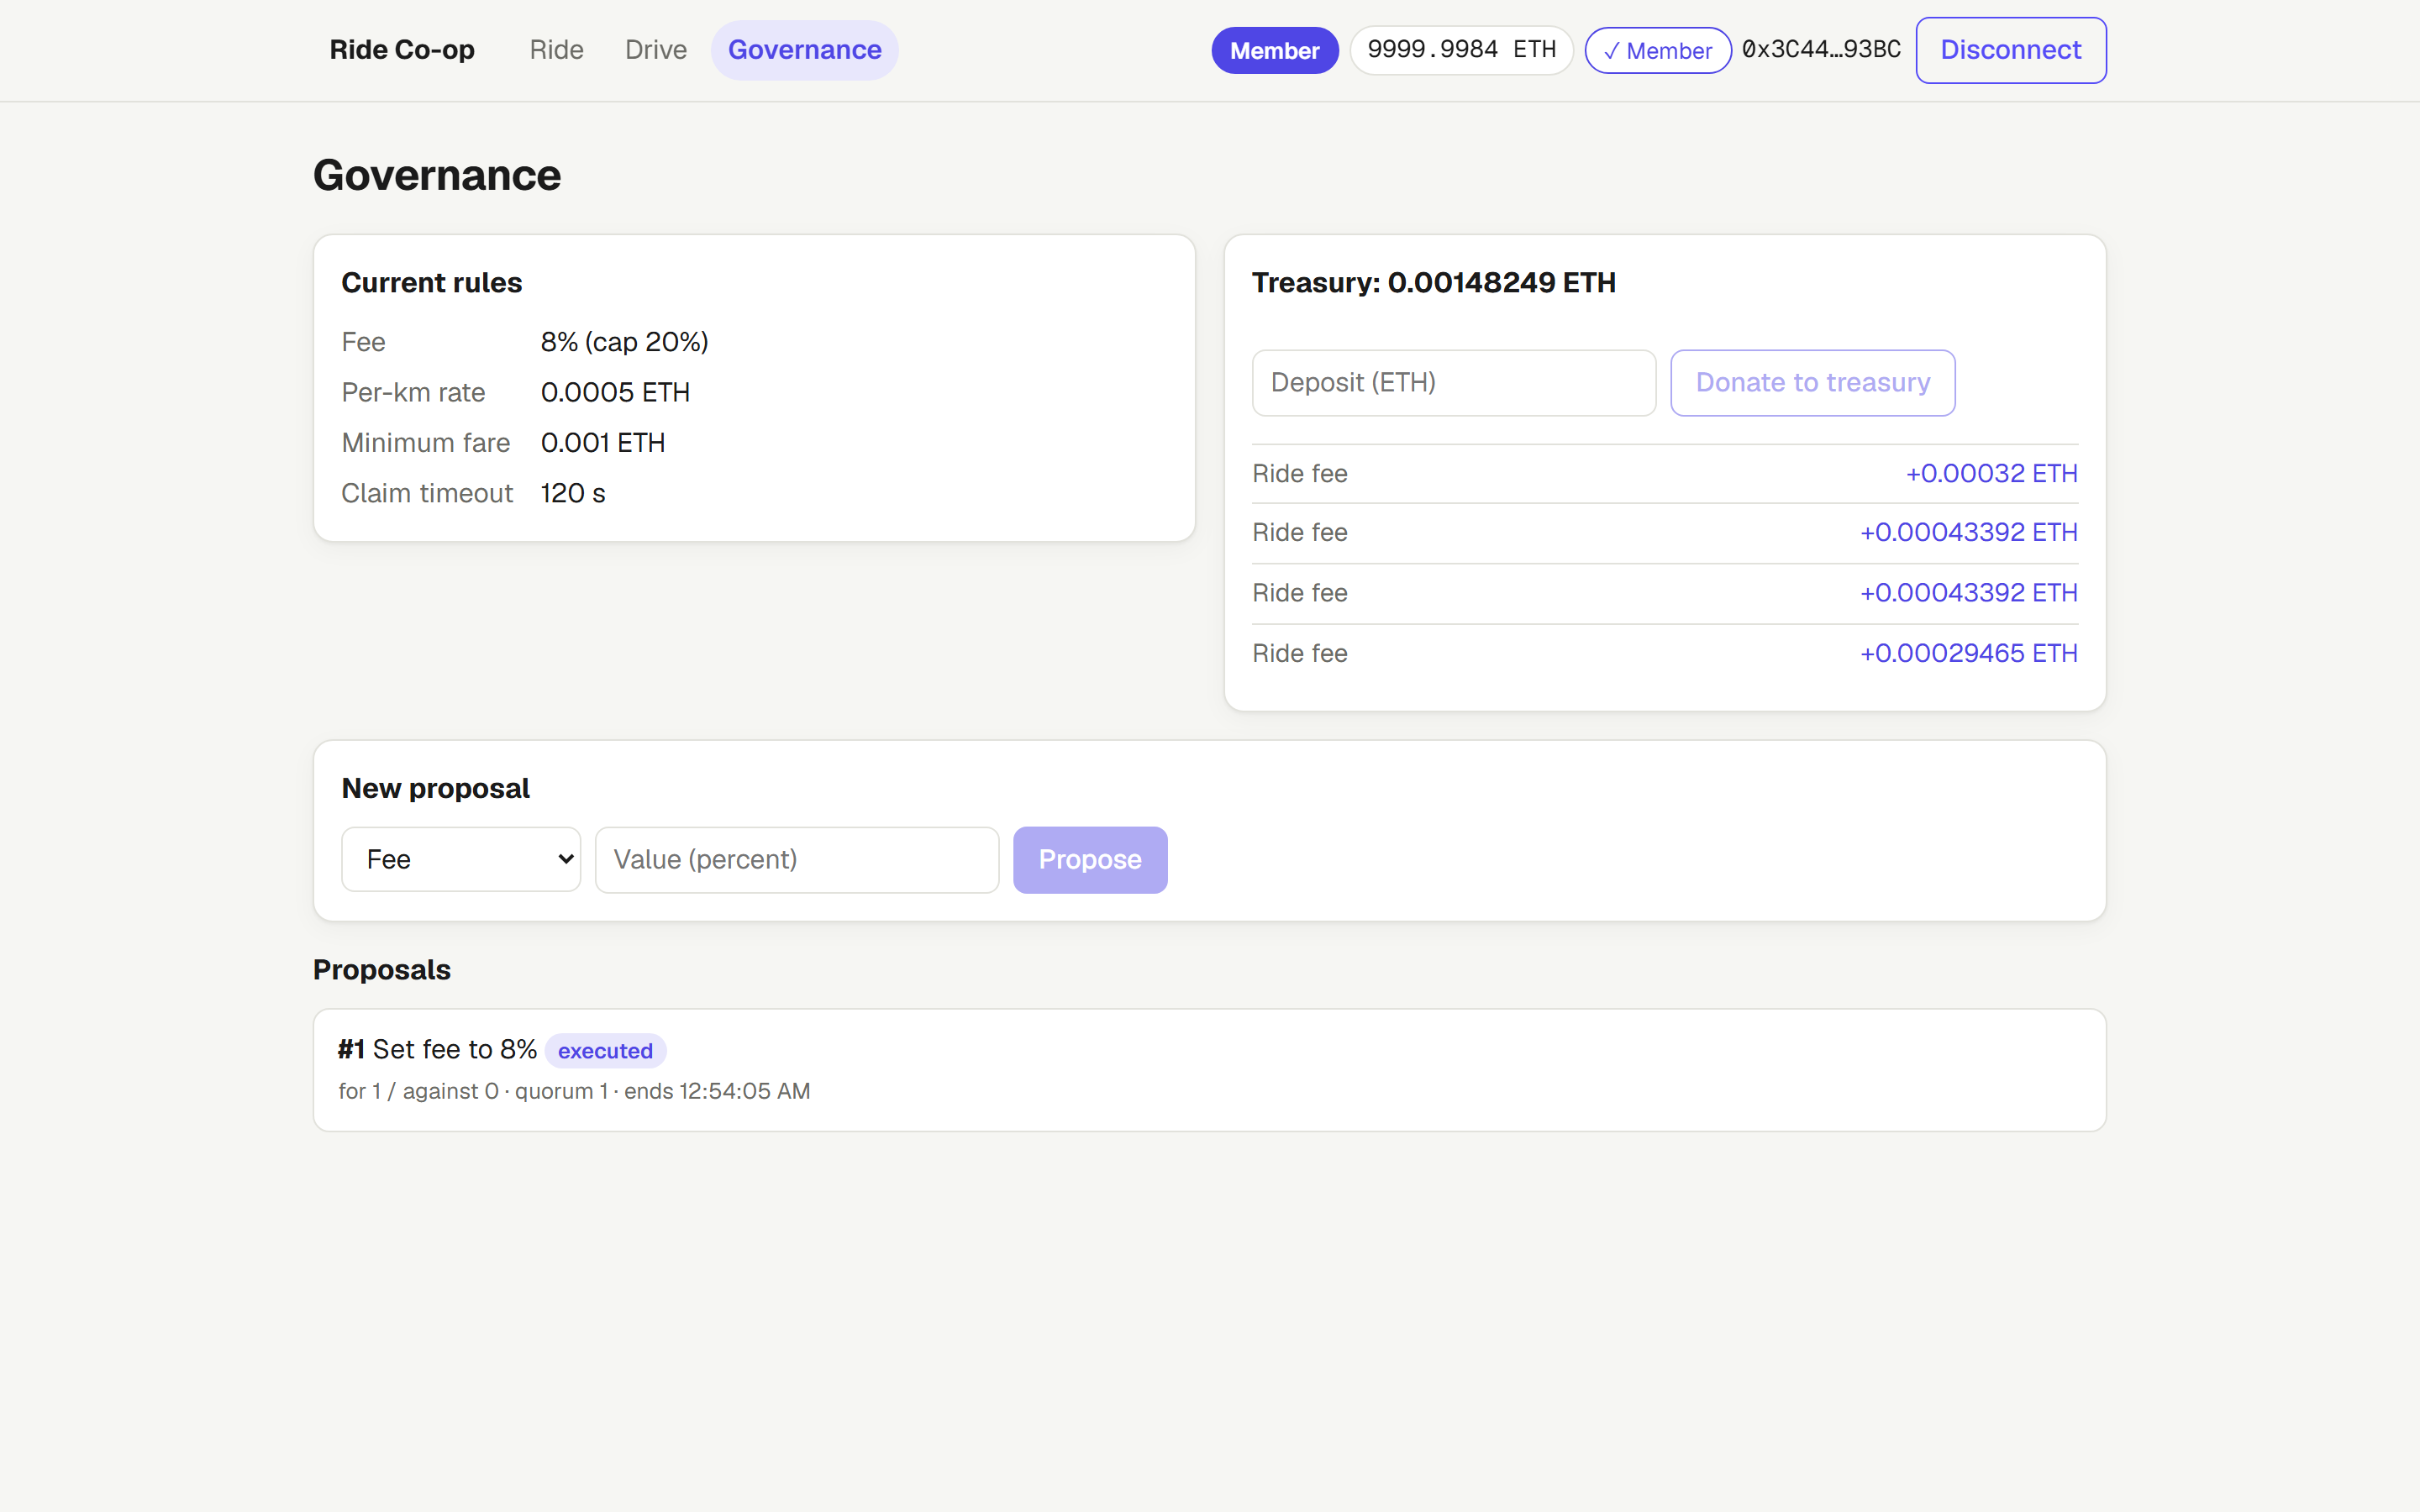 Ride Co-op Ride Drive Governance Member 9999.9984 ETH ✓ Member 0x3C44…93BC Disconnect
Governance
Current rules
Fee 8% (cap 20%)
Per-km rate 0.0005 ETH
Minimum fare 0.001 ETH
Claim timeout 120 s
Treasury: 0.00148249 ETH
Deposit (ETH) Donate to treasury
Ride fee +0.00032 ETH
Ride fee +0.00043392 ETH
Ride fee +0.00043392 ETH
Ride fee +0.00029465 ETH
New proposal
Fee Value (percent) Propose
Proposals
#1 Set fee to 8% executed
for 1 / against 0 · quorum 1 · ends 12:54:05 AM